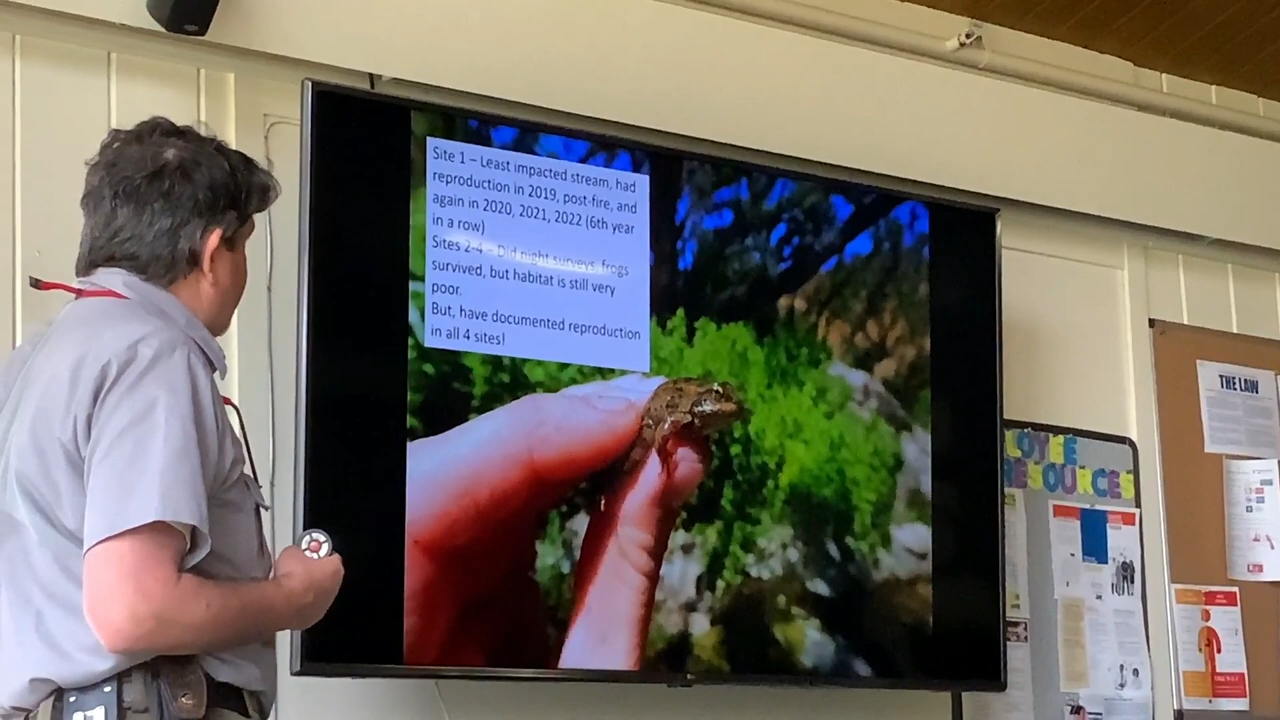 Site 1 – Least impacted stream, had
reproduction in 2019, post-fire, and
again in 2020, 2021, 2022 (6th year
in a row)
Sites 2-4 – Did night surveys, frogs
survived, but habitat is still very
poor.
But, have documented reproduction
in all 4 sites!
THE LAW
LOYEE
RESOURCES